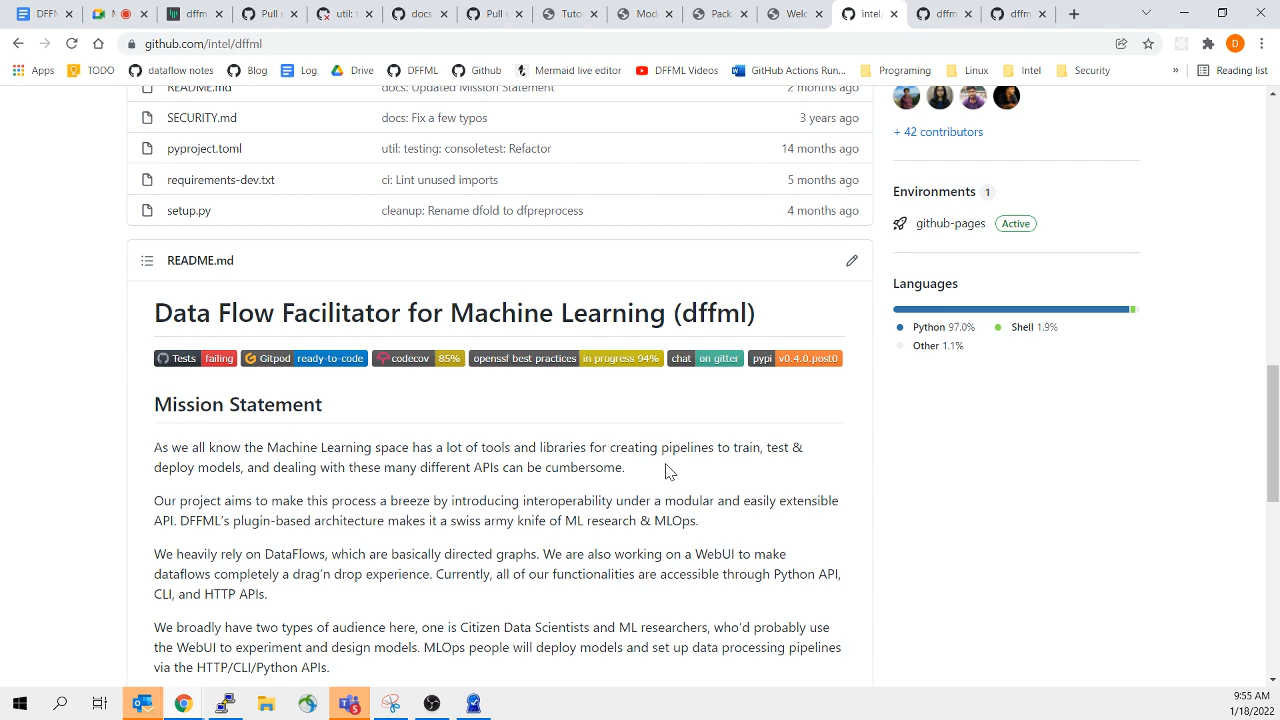 DFFM
M
dffm
Pull r
util: t
docs
Pull r
Tuto
Mod
Re
intel,
dffm
dffm
github.com/intel/dffml
D
Apps
TODO
dataflownotes
Blog
Log
Drive
DFFML
Github
Mermaid live editor
DFFML Videos
GitHub Actions Run...
Programing
Linux
Intel
Security
»
Reading list
README.md docs: Updated Mission Statement 2 months ago
SECURITY.md docs: Fix a few typos 3 years ago
pyproject.toml util: testing: consoletest: Refactor 14 months ago
requirements-dev.txt ci: Lint unused imports 5 months ago
setup.py cleanup: Rename dfold to dfpreprocess 4 months ago
README.md
Data Flow Facilitator for Machine Learning (dffml)
Tests failing Gitpod ready-to-code codecov 85% openssf best practices in progress 94% chat on gitter pypi v0.4.0.post0
Mission Statement
As we all know the Machine Learning space has a lot of tools and libraries for creating pipelines to train, test &
deploy models, and dealing with these many different APIs can be cumbersome.
Our project aims to make this process a breeze by introducing interoperability under a modular and easily extensible
API. DFFML's plugin-based architecture makes it a swiss army knife of ML research & MLOps.
We heavily rely on DataFlows, which are basically directed graphs. We are also working on a WebUI to make
dataflows completely a drag'n drop experience. Currently, all of our functionalities are accessible through Python API,
CLI, and HTTP APIs.
We broadly have two types of audience here, one is Citizen Data Scientists and ML researchers, who'd probably use
the WebUI to experiment and design models. MLOps people will deploy models and set up data processing pipelines
via the HTTP/CLI/Python APIs.
+ 42 contributors
Environments 1
github-pages Active
Languages
Python 97.0% Shell 1.9%
Other 1.1%
9:55 AM
1/18/2022